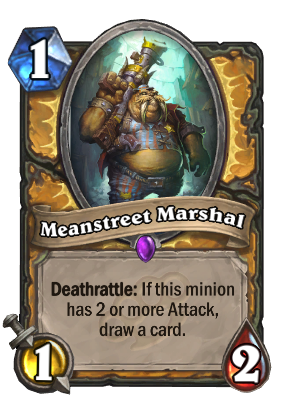 1
Meanstreet Marshal
Deathrattle: If this minion
has 2 or more Attack,
draw a card.
1
2